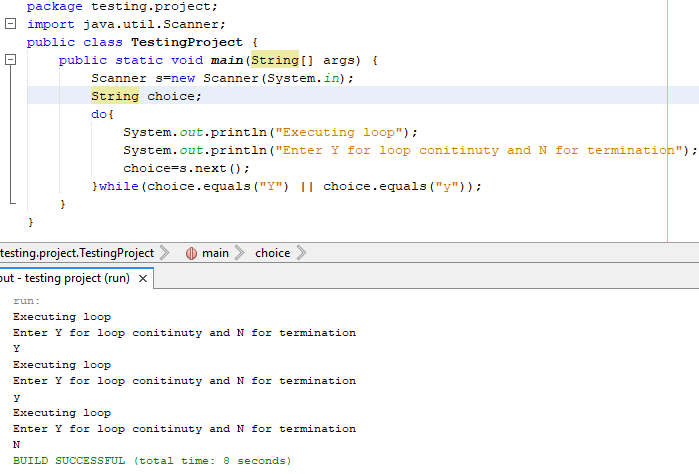 package testing.project;
import java.util.Scanner;
public class TestingProject {
public static void main(String[] args) {
Scanner s=new Scanner(System.in);
String choice;
do{
System.out.println("Executing loop");
System.out.println("Enter Y for loop conitinuty and N for termination");
choice=s.next();
}while(choice.equals("Y") || choice.equals("y"));
}
}
testing.project.TestingProject main choice
out - testing project (run) ×
run:
Executing loop
Enter Y for loop conitinuty and N for termination
Y
Executing loop
Enter Y for loop conitinuty and N for termination
y
Executing loop
Enter Y for loop conitinuty and N for termination
N
BUILD SUCCESSFUL (total time: 8 seconds)